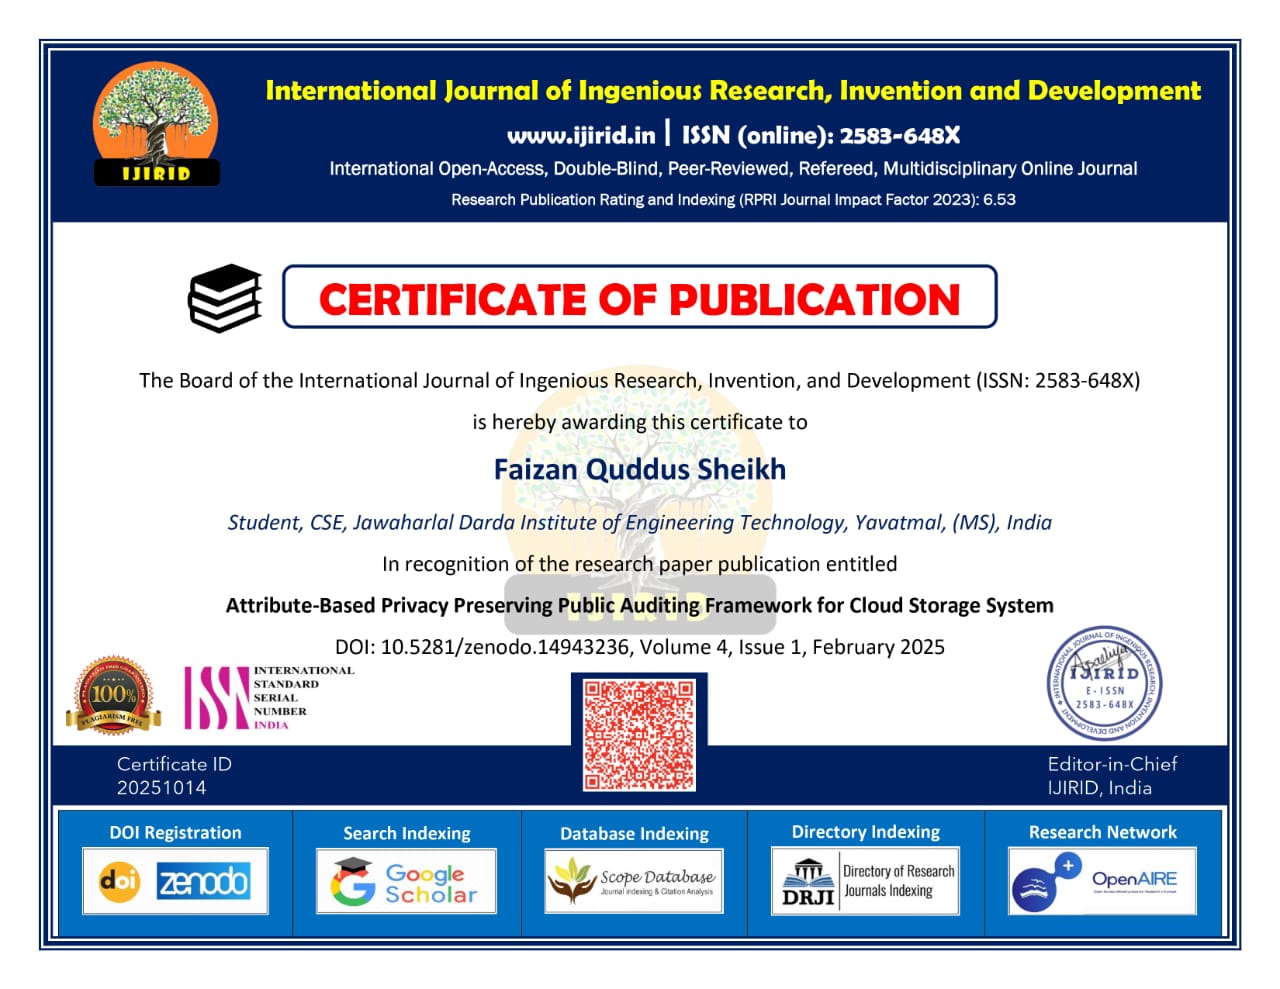 International Journal of Ingenious Research, Invention and Development
www.ijirid.in | ISSN (online): 2583-648X
International Open-Access, Double-Blind, Peer-Reviewed, Refereed, Multidisciplinary Online Journal
Research Publication Rating and Indexing (RPRI Journal Impact Factor 2023): 6.53
IJIRID
CERTIFICATE OF PUBLICATION
The Board of the International Journal of Ingenious Research, Invention, and Development (ISSN: 2583-648X)
is hereby awarding this certificate to
Faizan Quddus Sheikh
Student, CSE, Jawaharlal Darda Institute of Engineering Technology, Yavatmal, (MS), India
In recognition of the research paper publication entitled
Attribute-Based Privacy Preserving Public Auditing Framework for Cloud Storage System
IJIRID
DOI: 10.5281/zenodo.14943236, Volume 4, Issue 1, February 2025
100%
PLAGIARISM FREE
ISSN
INTERNATIONAL
STANDARD
SERIAL
NUMBER
INDIA
INTERNATIONAL JOURNAL OF INGENIOUS RESEARCH, INVENTION AND DEVELOPMENT
IJIRID
E-ISSN
2583-648X
Certificate ID
20251014
Editor-in-Chief
IJIRID, India
DOI Registration
doi zenodo
Search Indexing
Google
Scholar
Database Indexing
Scope Database
Journal Indexing & Citation Analysis
Directory Indexing
DRJI
Directory of Research
Journals Indexing
Research Network
OpenAIRE